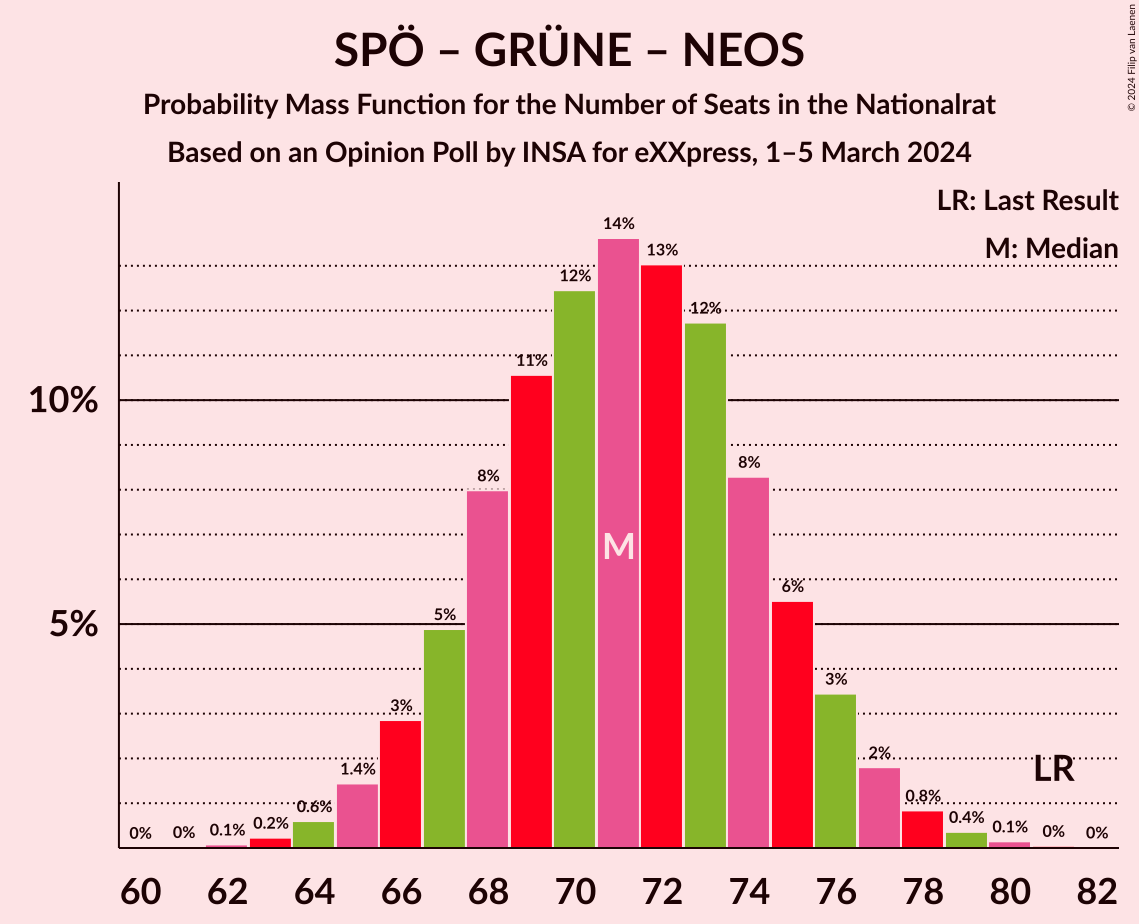 SPÖ – GRÜNE – NEOS
Probability Mass Function for the Number of Seats in the Nationalrat
Based on an Opinion Poll by INSA for eXXpress, 1–5 March 2024
© 2024 Filip van Laenen
LR: Last Result
M: Median
10%
5%
0%
0%
0.1%
0.2%
0.6%
1.4%
3%
5%
8%
11%
12%
14%
13%
12%
8%
6%
3%
2%
0.8%
0.4%
0.1%
0%
0%
M
LR
60 62 64 66 68 70 72 74 76 78 80 82